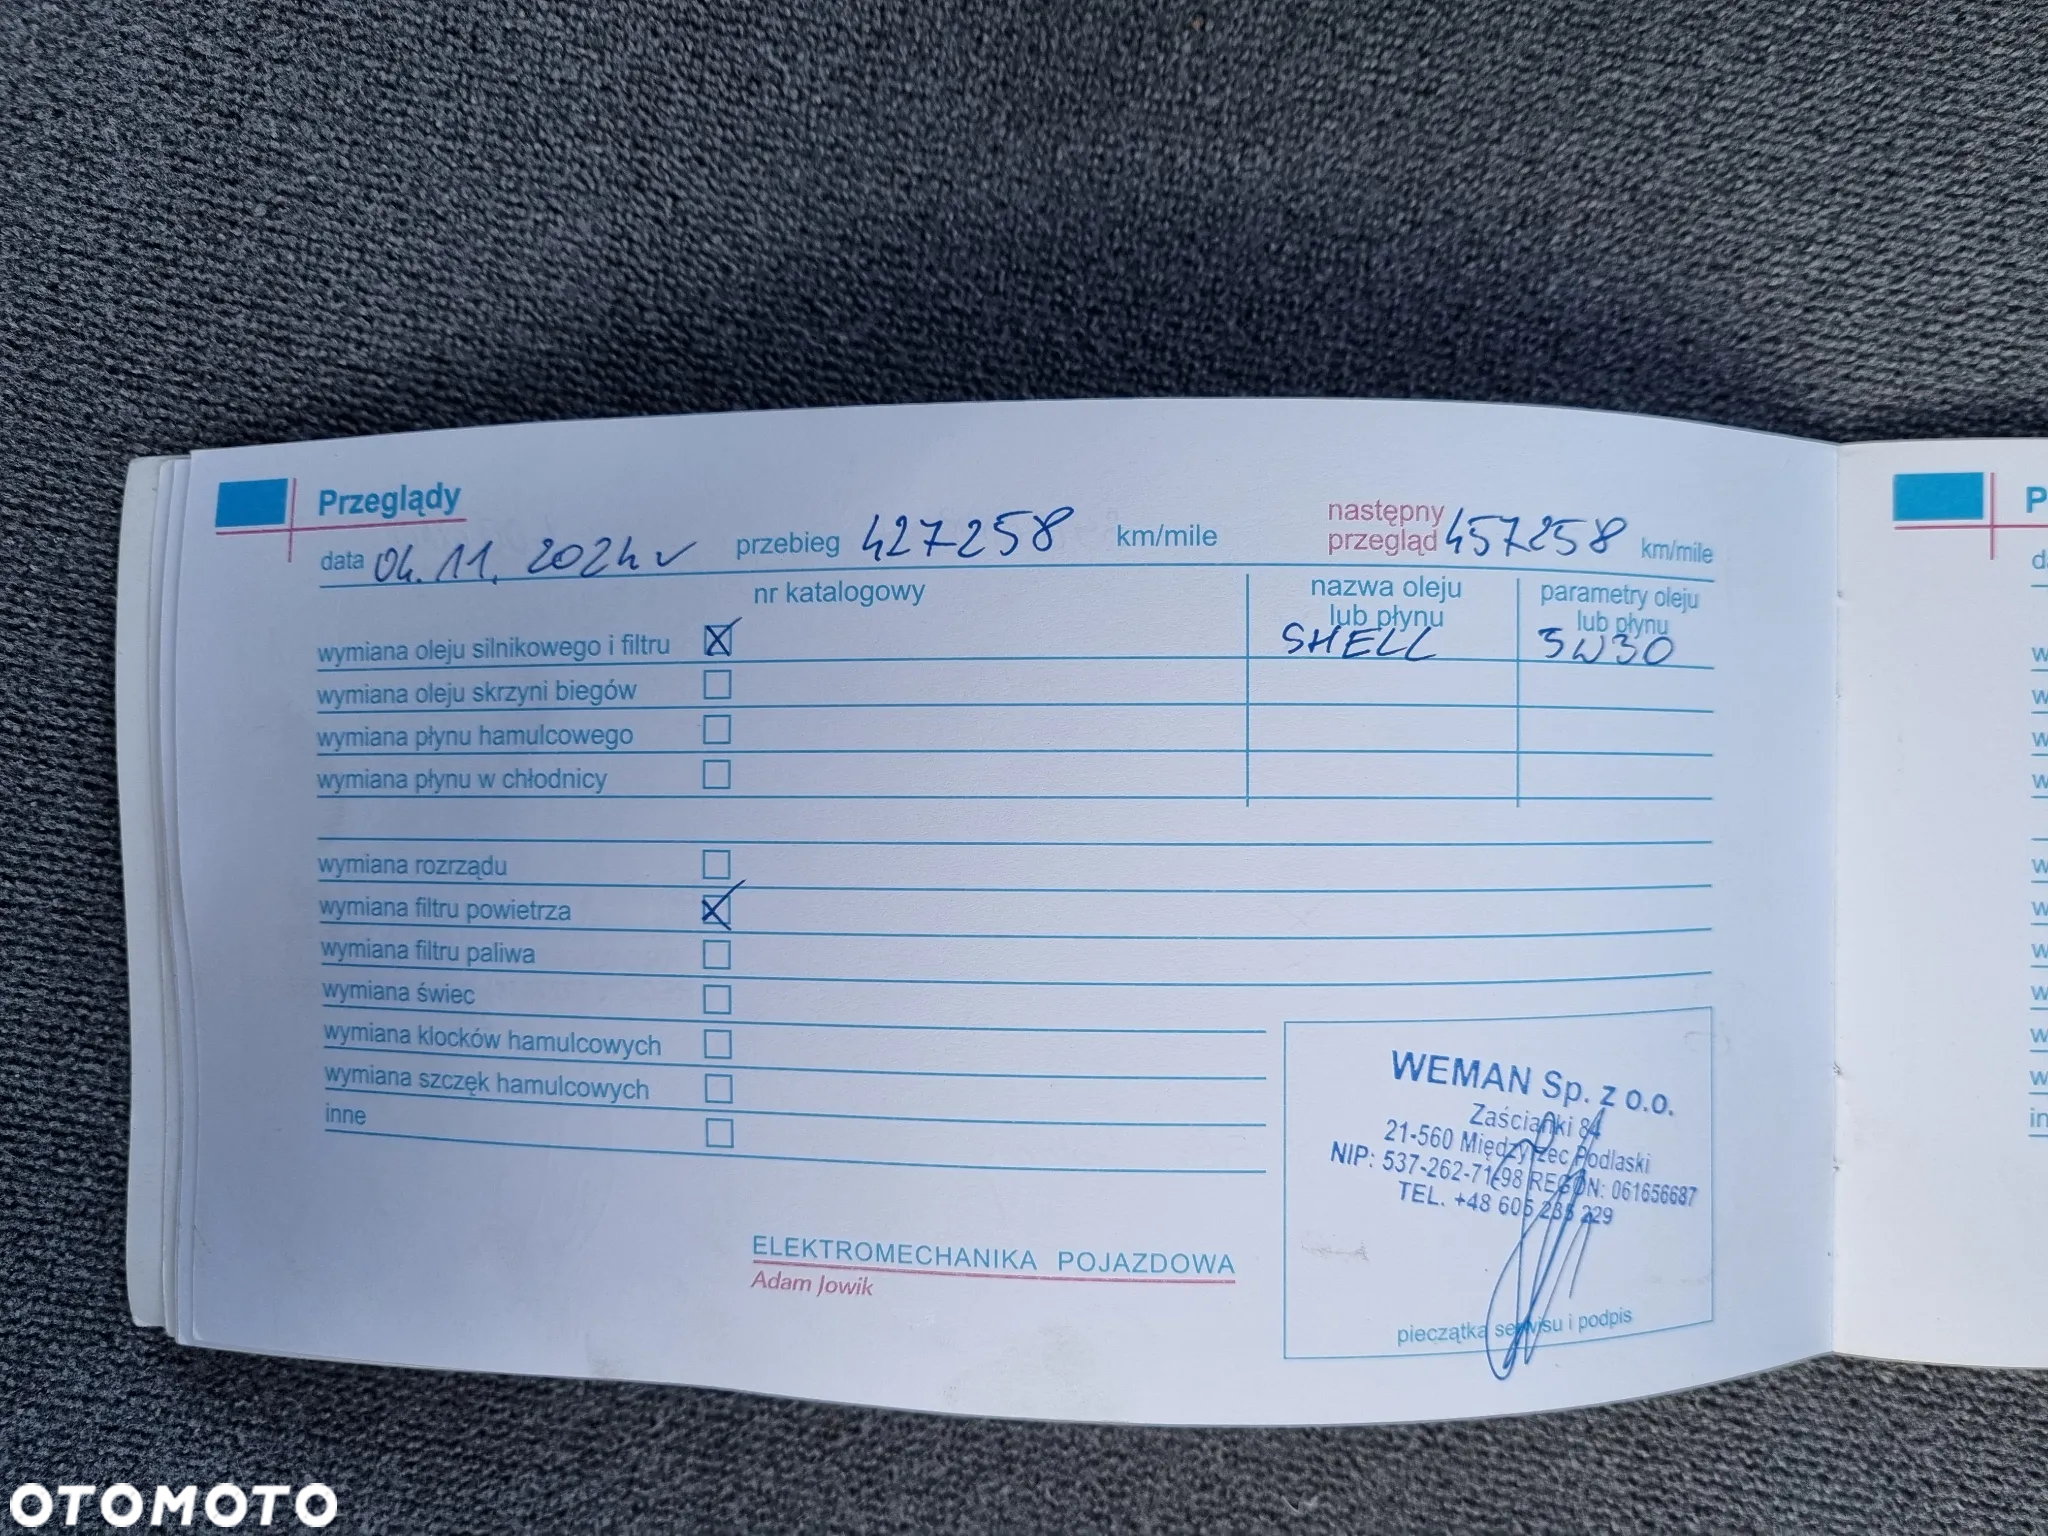 Przeglądy
data 04.11.2024r przebieg 427258 km/mile następny przegląd 457258 km/mile
nr katalogowy nazwa oleju lub płynu parametry oleju lub płynu
wymiana oleju silnikowego i filtru SHELL 5W30
wymiana oleju skrzyni biegów
wymiana płynu hamulcowego
wymiana płynu w chłodnicy
wymiana rozrządu
wymiana filtru powietrza
wymiana filtru paliwa
wymiana świec
wymiana klocków hamulcowych
wymiana szczęk hamulcowych
inne
WEMAN Sp. z o.o.
Zaścianki 84
21-560 Międzyrzec Podlaski
NIP: 537-262-71-98 REGON: 061656687
TEL. +48 605 235 229
pieczątka serwisu i podpis
ELEKTROMECHANIKA POJAZDOWA
Adam Jowik
OTOMOTO